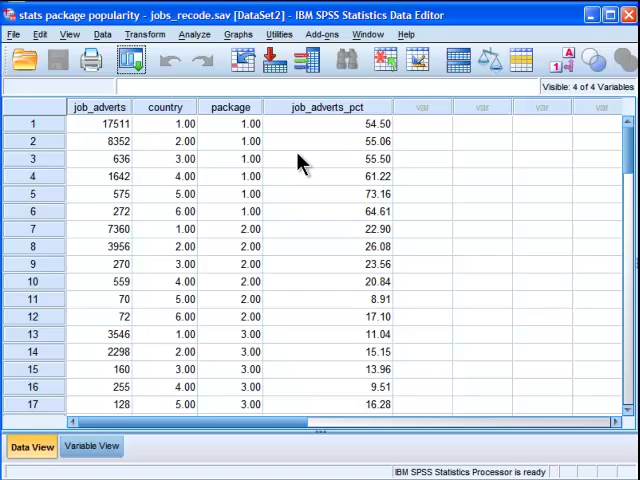 stats package popularity - jobs_recode.sav [DataSet2] - IBM SPSS Statistics Data Editor
File Edit View Data Transform Analyze Graphs Utilities Add-ons Window Help
A
1 4
Visible: 4 of 4 Variables
job_adverts country package job_adverts_pct var var var var
1 17511 1.00 1.00 54.50
2 8352 2.00 1.00 55.06
3 636 3.00 1.00 55.50
4 1642 4.00 1.00 61.22
5 575 5.00 1.00 73.16
6 272 6.00 1.00 64.61
7 7360 1.00 2.00 22.90
8 3956 2.00 2.00 26.08
9 270 3.00 2.00 23.56
10 559 4.00 2.00 20.84
11 70 5.00 2.00 8.91
12 72 6.00 2.00 17.10
13 3546 1.00 3.00 11.04
14 2298 2.00 3.00 15.15
15 160 3.00 3.00 13.96
16 255 4.00 3.00 9.51
17 128 5.00 3.00 16.28
Data View Variable View
IBM SPSS Statistics Processor is ready